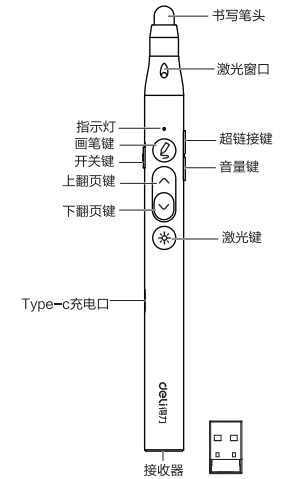 书写笔头
激光窗口
指示灯
画笔键
开关键
超链接键
上翻页键
音量键
下翻页键
激光键
Type-c充电口
deli得力
接收器